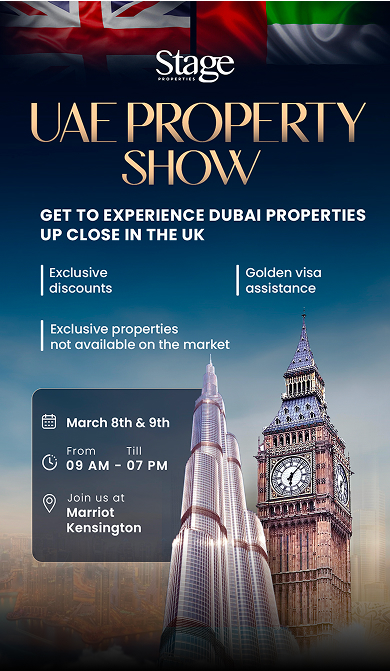 Stage
PROPERTIES
UAE PROPERTY
SHOW
GET TO EXPERIENCE DUBAI PROPERTIES
UP CLOSE IN THE UK
Exclusive
discounts
Golden visa
assistance
Exclusive properties
not available on the market
March 8th & 9th
From Till
09 AM - 07 PM
Join us at
Marriot
Kensington